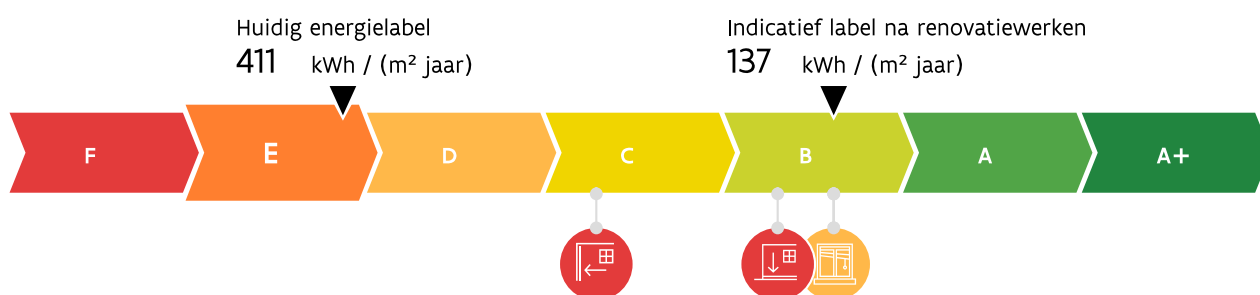 Huidig energielabel
411 kWh / (m² jaar)
Indicatief label na renovatiewerken
137 kWh / (m² jaar)
F E D C B A A+